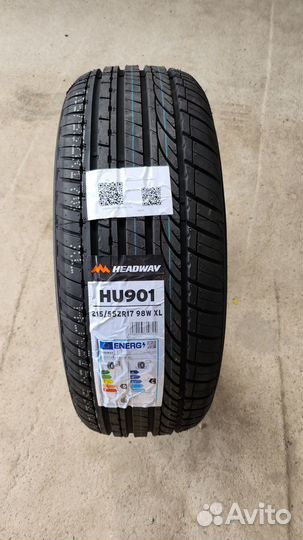 HEADWAY
HU901
215/55ZR17 98W XL
ENERG
Avito